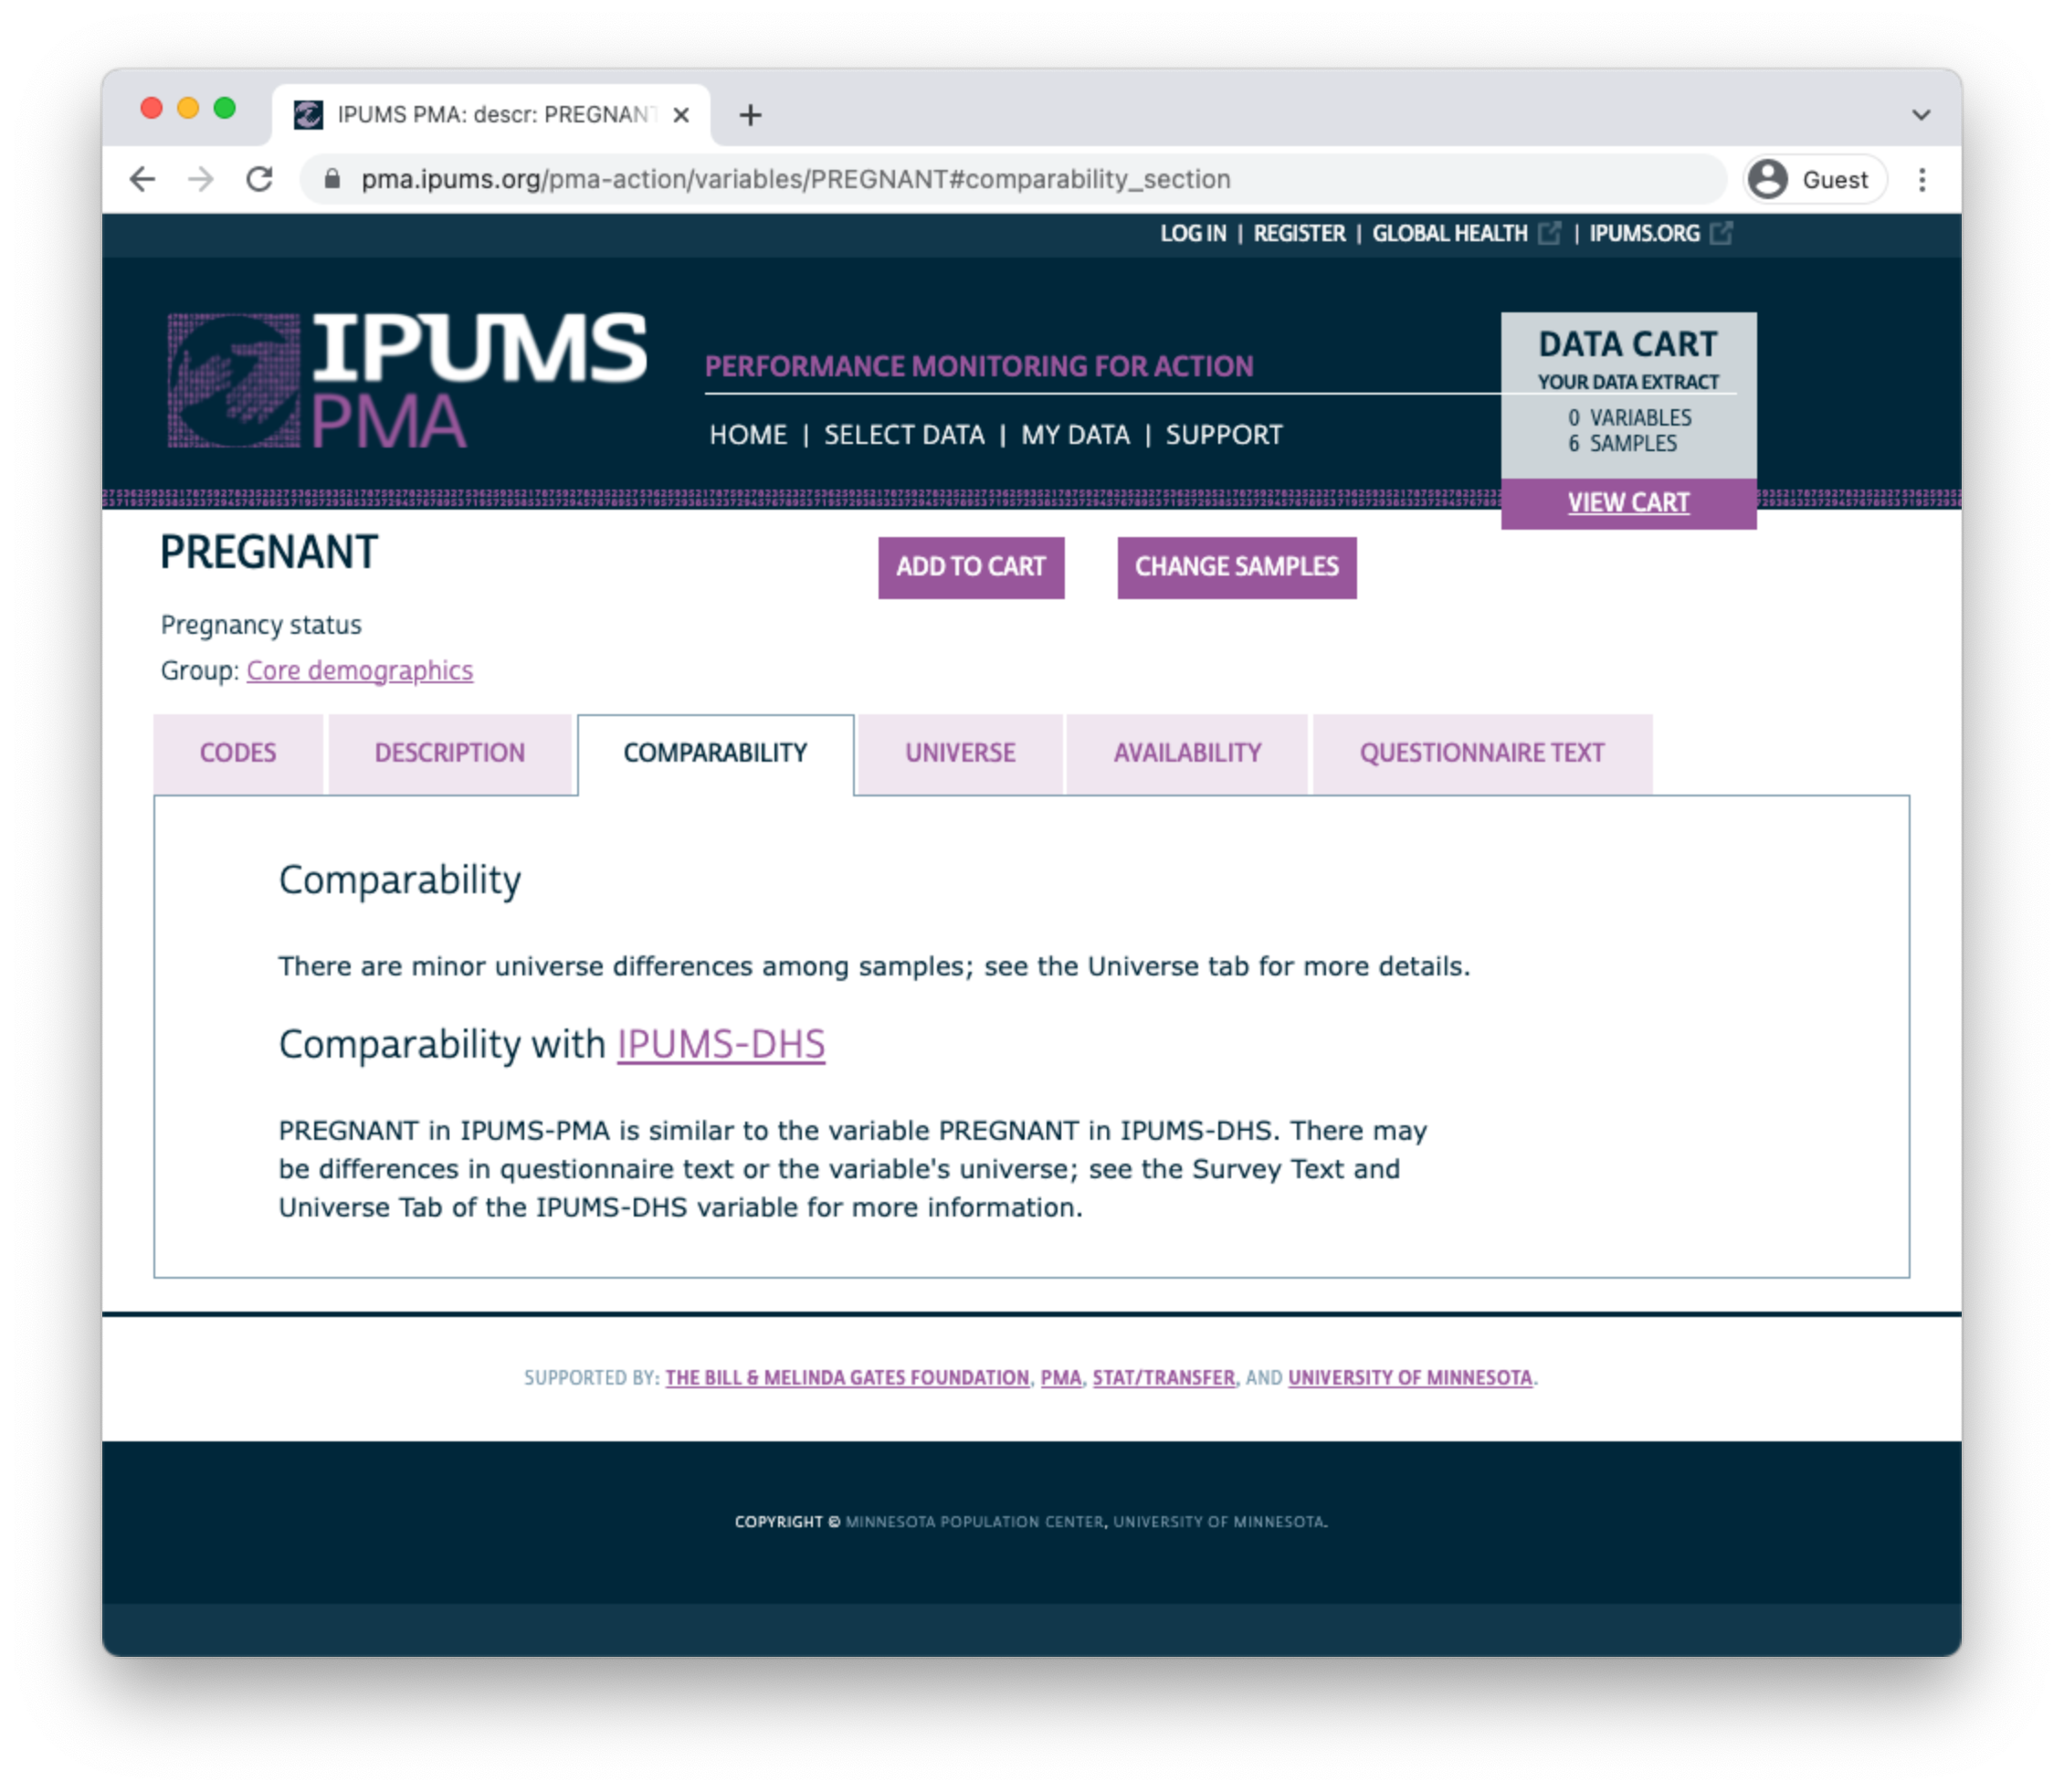 IPUMS PMA: descr: PREGNANT
pma.ipums.org/pma-action/variables/PREGNANT#comparability_section
Guest
LOG IN | REGISTER | GLOBAL HEALTH | IPUMS.ORG
IPUMS
PMA
PERFORMANCE MONITORING FOR ACTION
HOME | SELECT DATA | MY DATA | SUPPORT
DATA CART
YOUR DATA EXTRACT
0 VARIABLES
6 SAMPLES
VIEW CART
PREGNANT
ADD TO CART
CHANGE SAMPLES
Pregnancy status
Group: Core demographics
CODES
DESCRIPTION
COMPARABILITY
UNIVERSE
AVAILABILITY
QUESTIONNAIRE TEXT
Comparability
There are minor universe differences among samples; see the Universe tab for more details.
Comparability with IPUMS-DHS
PREGNANT in IPUMS-PMA is similar to the variable PREGNANT in IPUMS-DHS. There may
be differences in questionnaire text or the variable's universe; see the Survey Text and
Universe Tab of the IPUMS-DHS variable for more information.
SUPPORTED BY: THE BILL & MELINDA GATES FOUNDATION, PMA, STAT/TRANSFER, AND UNIVERSITY OF MINNESOTA.
COPYRIGHT © MINNESOTA POPULATION CENTER, UNIVERSITY OF MINNESOTA.